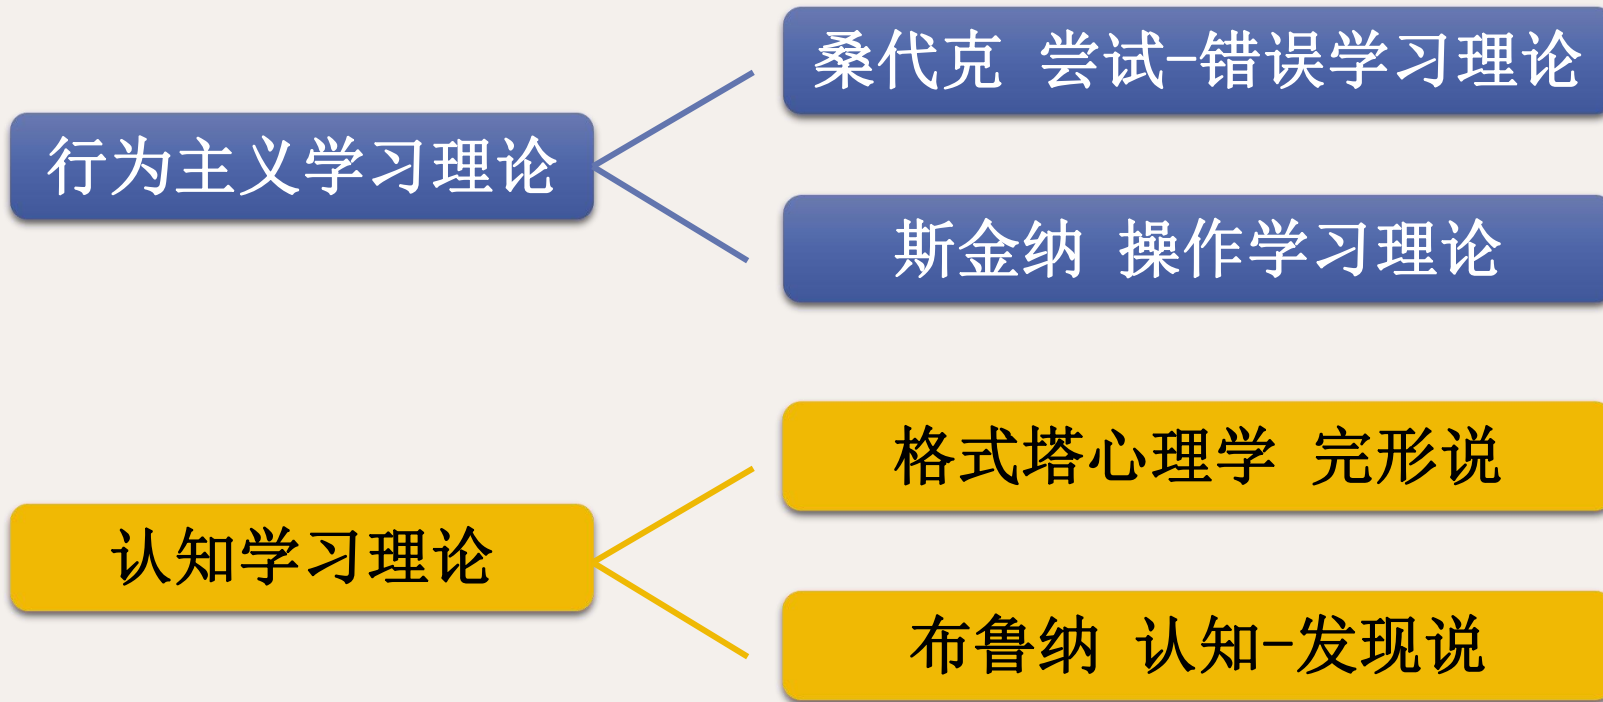 行为主义学习理论
桑代克 尝试-错误学习理论
斯金纳 操作学习理论
认知学习理论
格式塔心理学 完形说
布鲁纳 认知-发现说